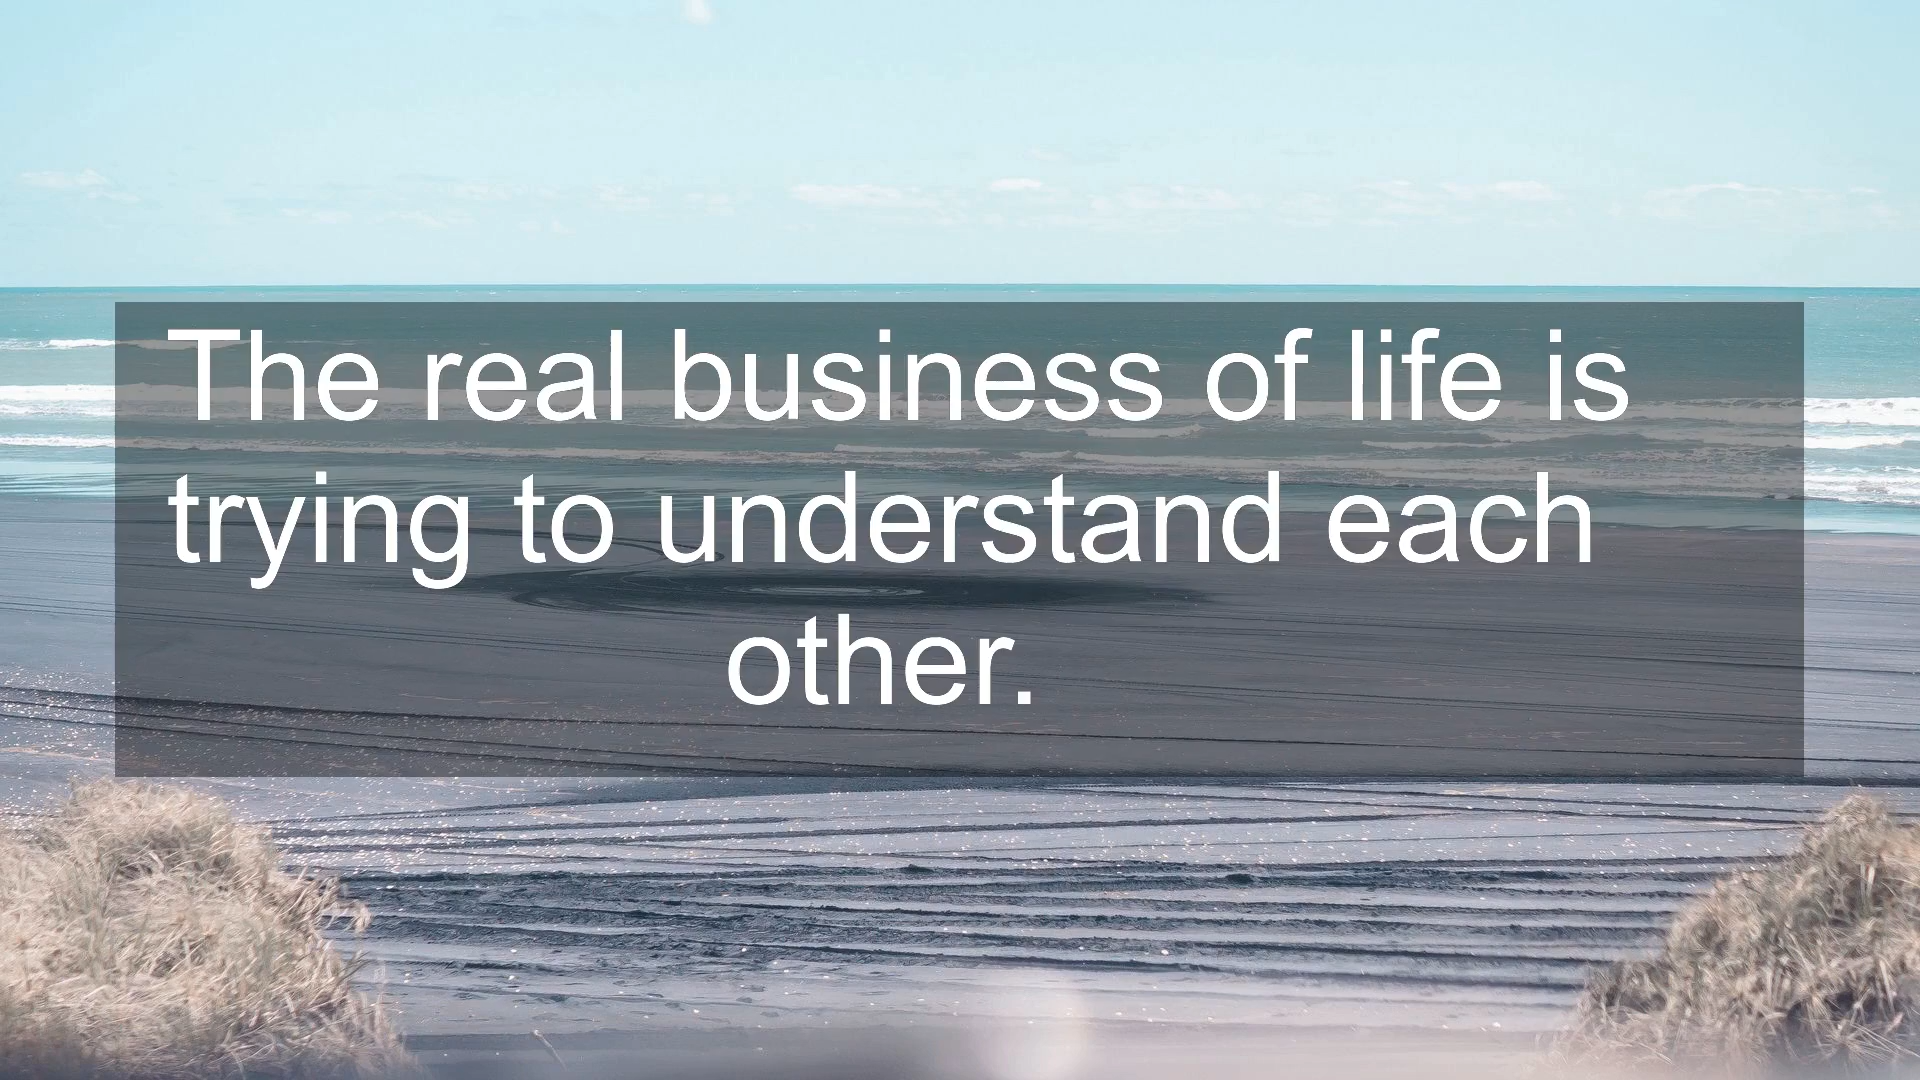 The real business of life is
trying to understand each
other.